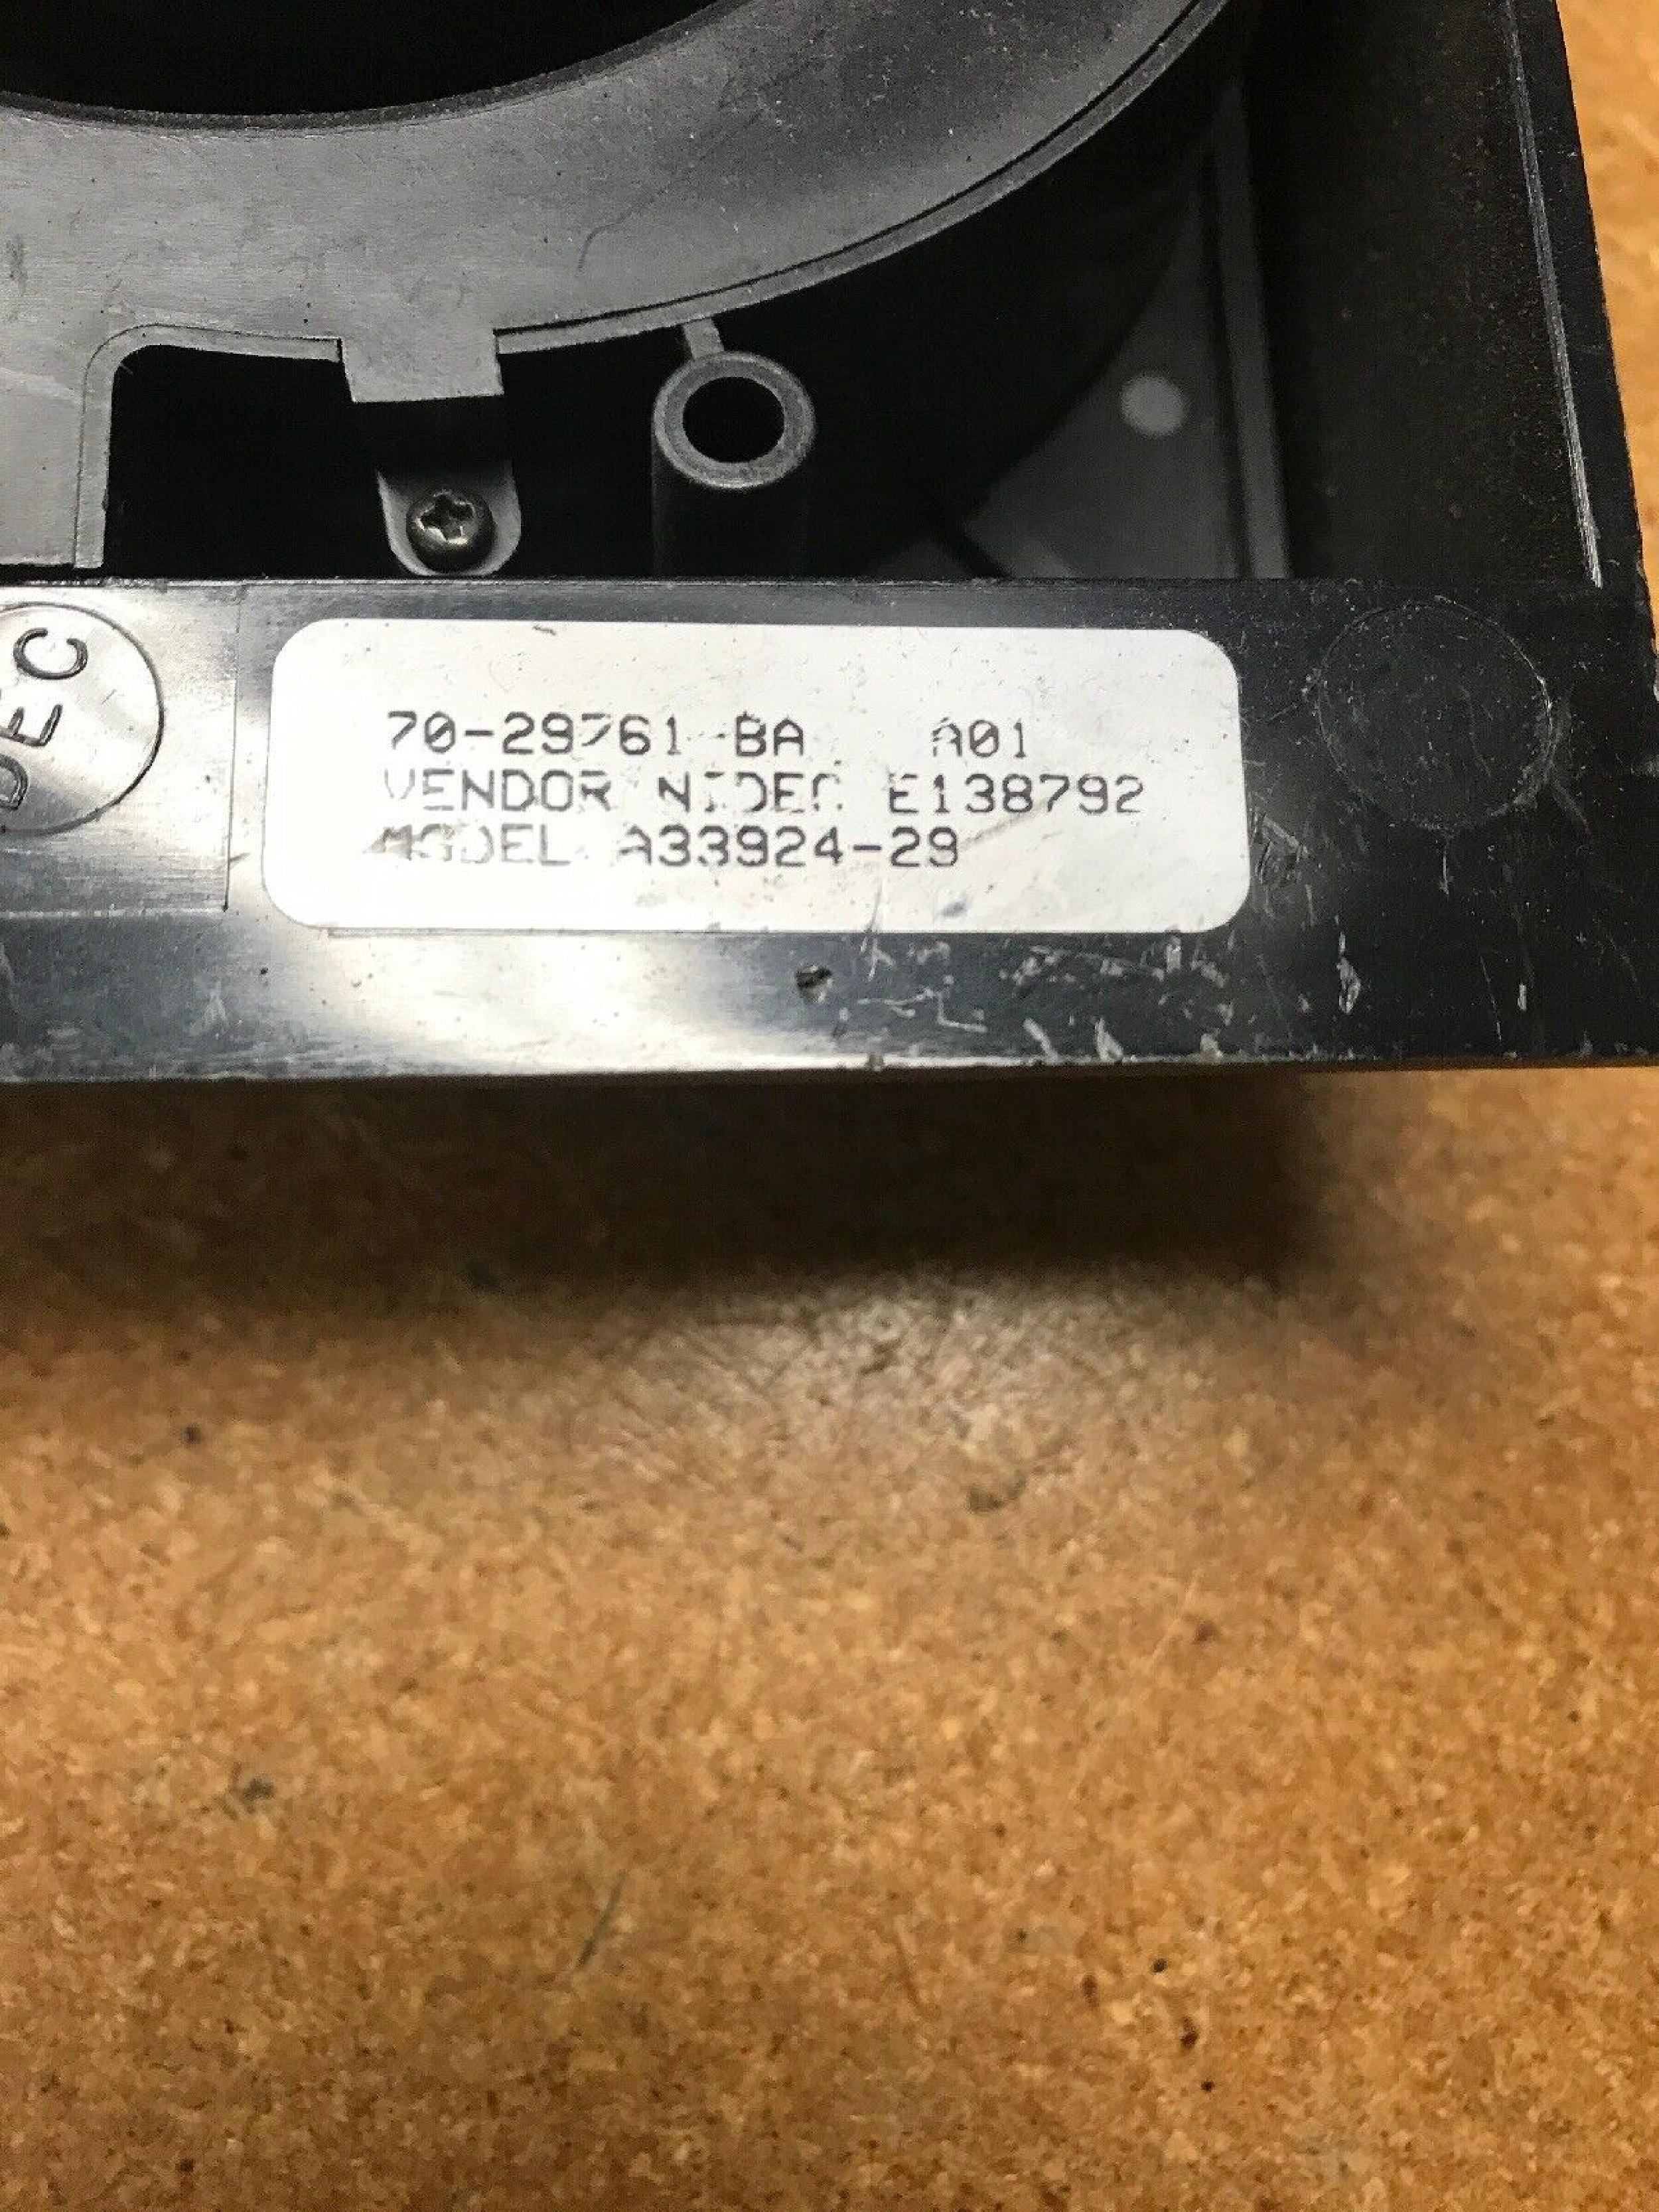 DEC
70-29761-BA A01
VENDOR NIDEC E138792
MODEL A33924-29